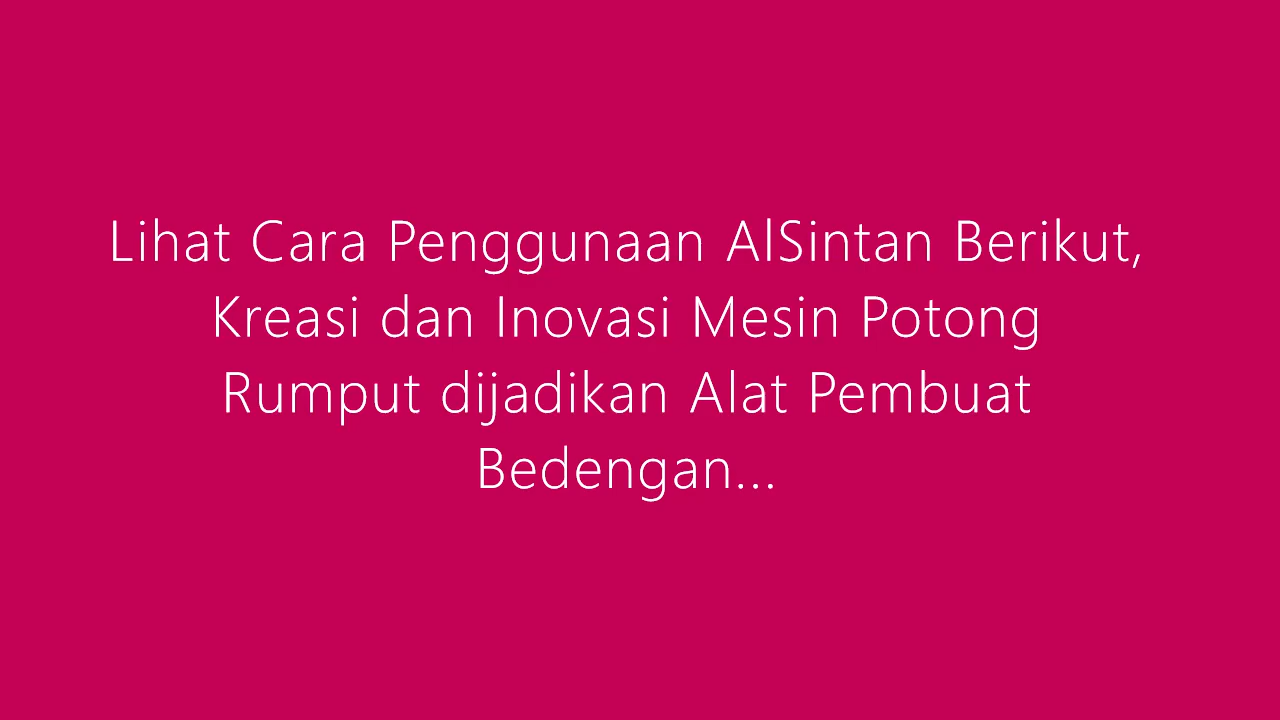 Lihat Cara Penggunaan AlSintan Berikut,
Kreasi dan Inovasi Mesin Potong
Rumput dijadikan Alat Pembuat
Bedengan...